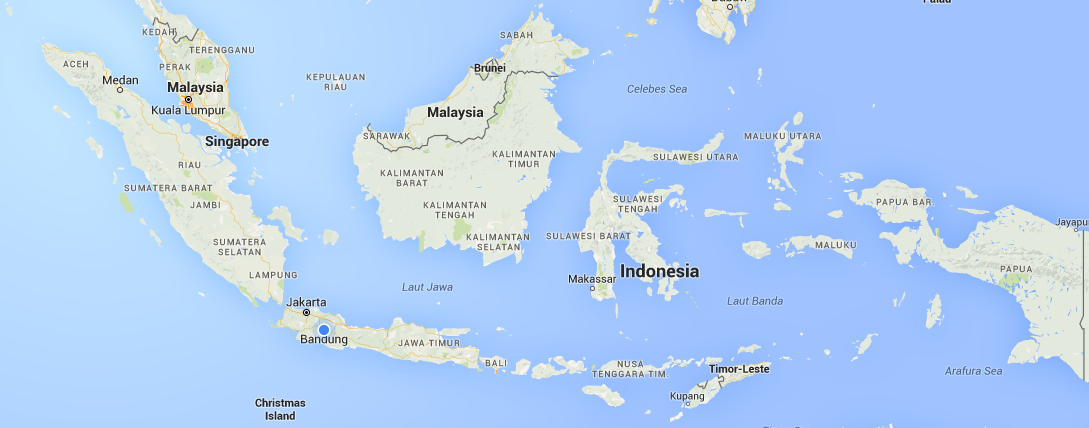 KEDAH
TERENGGANU
PERAK
ACEH
Medan
Malaysia
Kuala Lumpur
Singapore
KEPULAUAN
RIAU
SABAH
Brunei
Malaysia
SARAWAK
Celebes Sea
MALUKU UTARA
SULAWESI UTARA
KALIMANTAN
TIMUR
KALIMANTAN
BARAT
RIAU
SUMATERA BARAT
JAMBI
KALIMANTAN
TENGAH
SULAWESI
TENGAH
PAPUA BAR.
Jayapu
SUMATERA
SELATAN
KALIMANTAN
SELATAN
SULAWESI BARAT
MALUKU
PAPUA
LAMPUNG
Makassar
Indonesia
Laut Jawa
Laut Banda
Jakarta
Bandung
JAWA TIMUR
BALI
NUSA
TENGGARA TIM.
Timor-Leste
Arafura Sea
Kupang
Christmas
Island